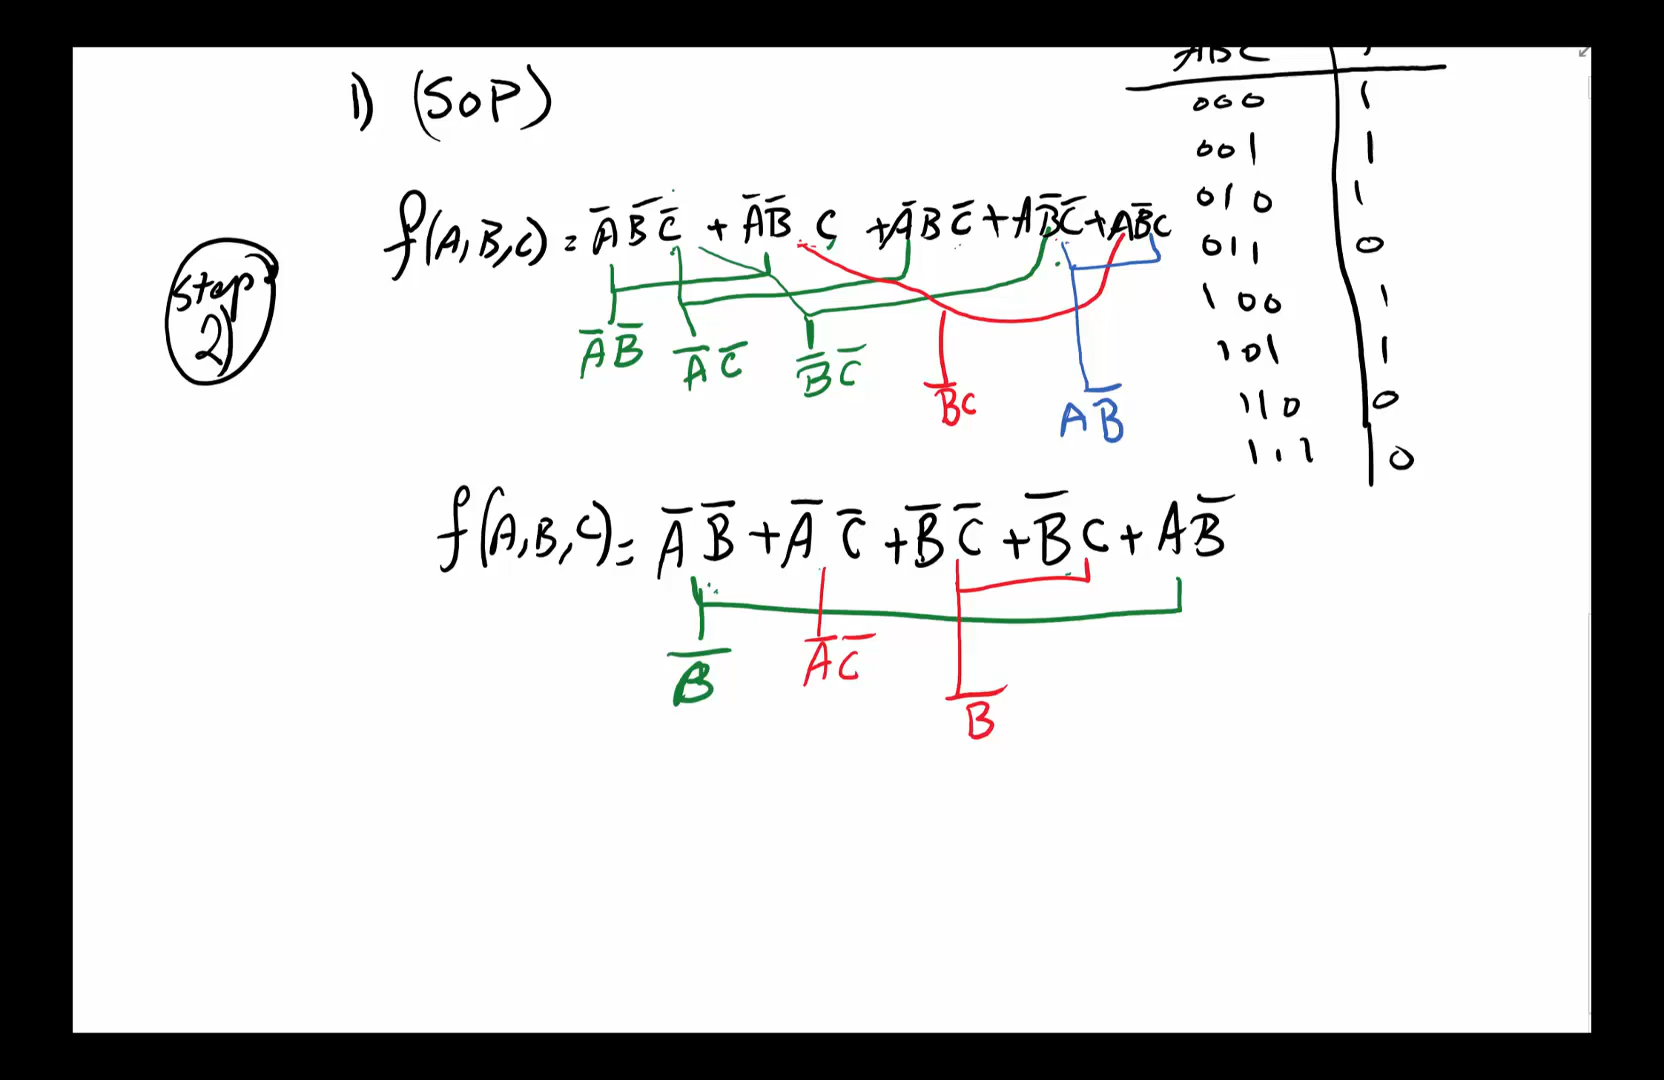 1) (SOP)
ABC
000 1
001 1
010 1
011 0
100 1
101 1
110 0
111 0
f(A,B,C) = A̅B̅C̅ + A̅B̅C + A̅BC̅ + AB̅C̅ + AB̅C
Step 2)
A̅B̅ A̅C̅ B̅C̅ B̅C AB̅
f(A,B,C) = A̅B̅ + A̅C̅ + B̅C̅ + B̅C + AB̅
B̅ A̅C̅ B̅